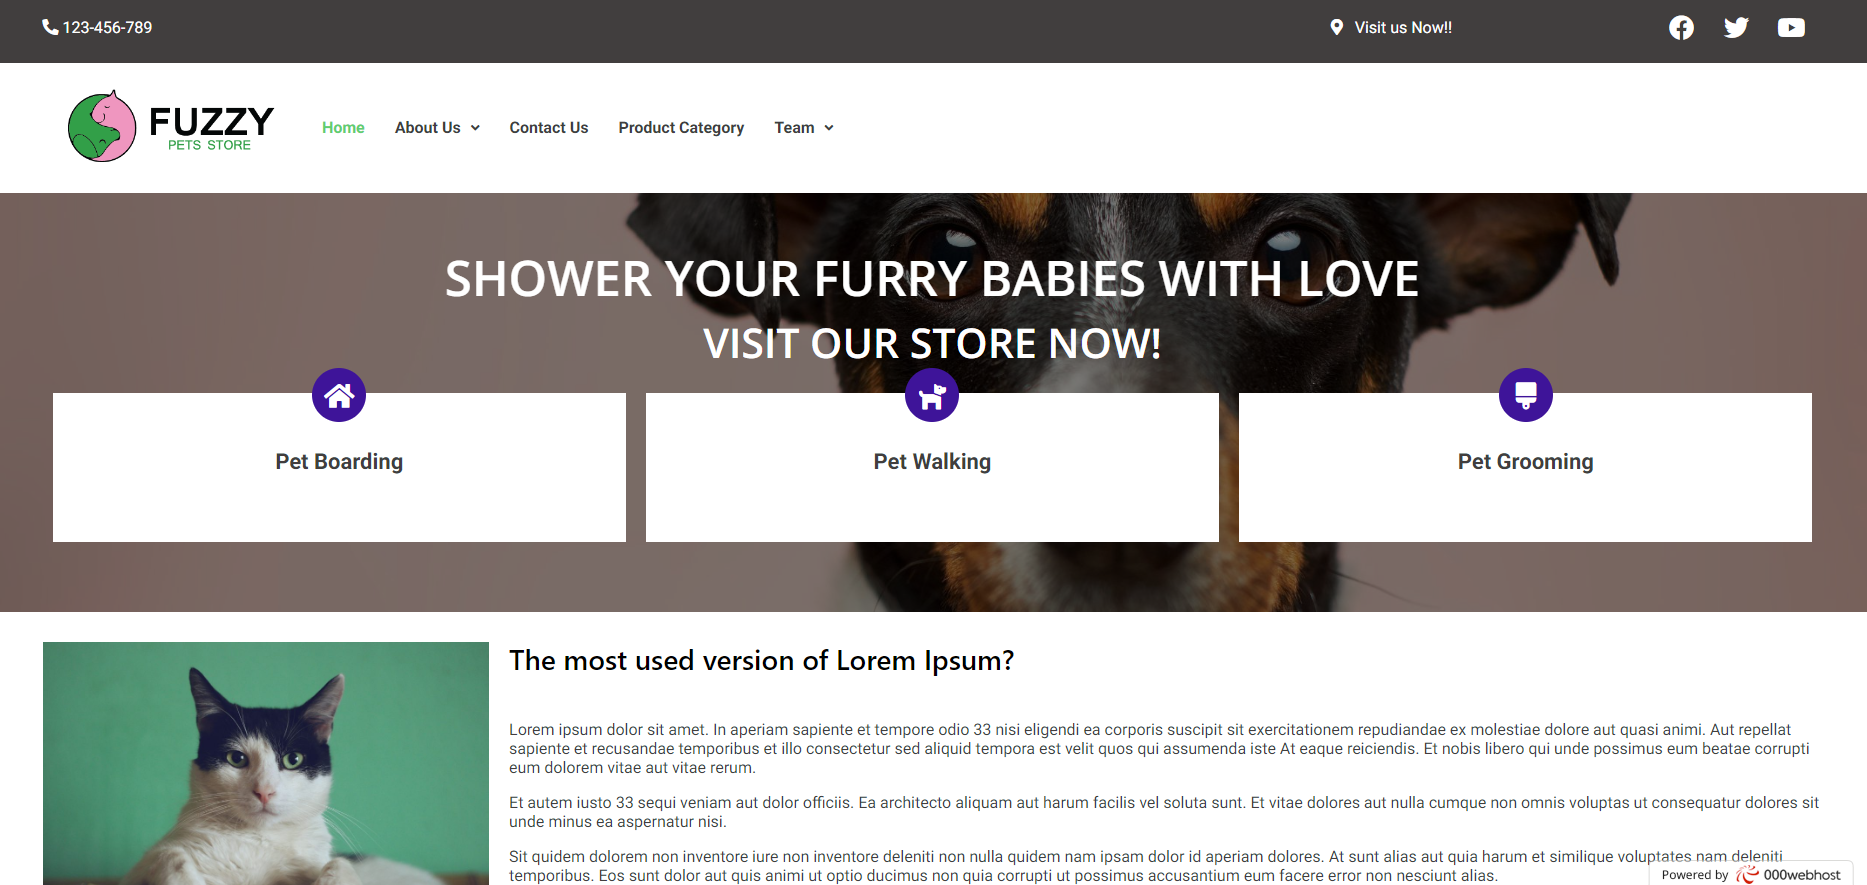 123-456-789
Visit us Now!!
FUZZY
PETS STORE
Home
About Us
Contact Us
Product Category
Team
SHOWER YOUR FURRY BABIES WITH LOVE
VISIT OUR STORE NOW!
Pet Boarding
Pet Walking
Pet Grooming
The most used version of Lorem Ipsum?
Lorem ipsum dolor sit amet. In aperiam sapiente et tempore odio 33 nisi eligendi ea corporis suscipit sit exercitationem repudiandae ex molestiae dolore aut quasi animi. Aut repellat
sapiente et recusandae temporibus et illo consectetur sed aliquid tempora est velit quos qui assumenda iste At eaque reiciendis. Et nobis libero qui unde possimus eum beatae corrupti
eum dolorem vitae aut vitae rerum.
Et autem iusto 33 sequi veniam aut dolor officiis. Ea architecto aliquam aut harum facilis vel soluta sunt. Et vitae dolores aut nulla cumque non omnis voluptas ut consequatur dolores sit
unde minus ea aspernatur nisi.
Sit quidem dolorem non inventore iure non inventore deleniti non nulla quidem nam ipsam dolor id aperiam dolores. At sunt alias aut quia harum et similique voluptates nam deleniti
temporibus. Eos sunt dolor aut quis animi ut optio ducimus non quia corrupti ut possimus accusantium eum facere error non nesciunt alias.
Powered by 000webhost